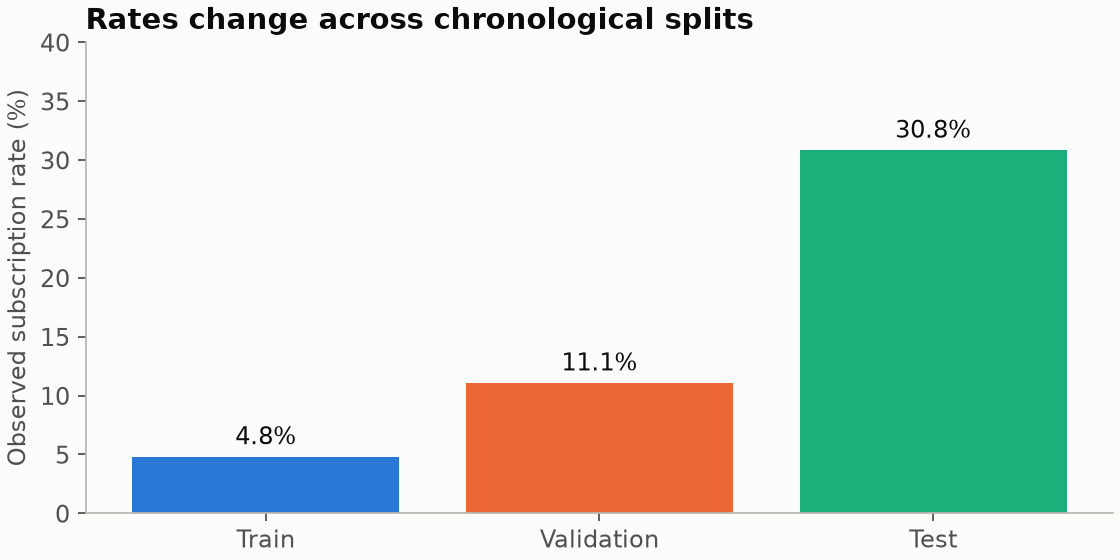 Rates change across chronological splits
Observed subscription rate (%)
40
35
30
25
20
15
10
5
0
4.8%
11.1%
30.8%
Train
Validation
Test